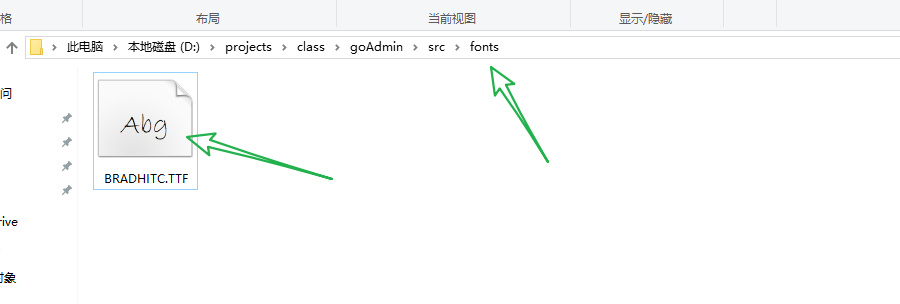 格 布局 当前视图 显示/隐藏
此电脑 › 本地磁盘 (D:) › projects › class › goAdmin › src › fonts
问
Abg
BRADHITC.TTF
rive
对象